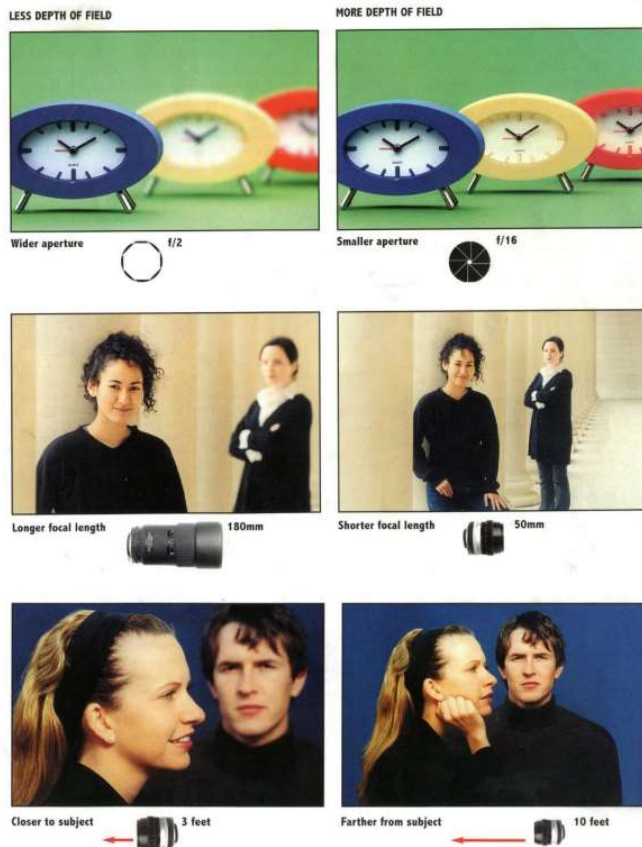 LESS DEPTH OF FIELD
MORE DEPTH OF FIELD
Wider aperture f/2
Smaller aperture f/16
Longer focal length 180mm
Shorter focal length 50mm
Closer to subject 3 feet
Farther from subject 10 feet